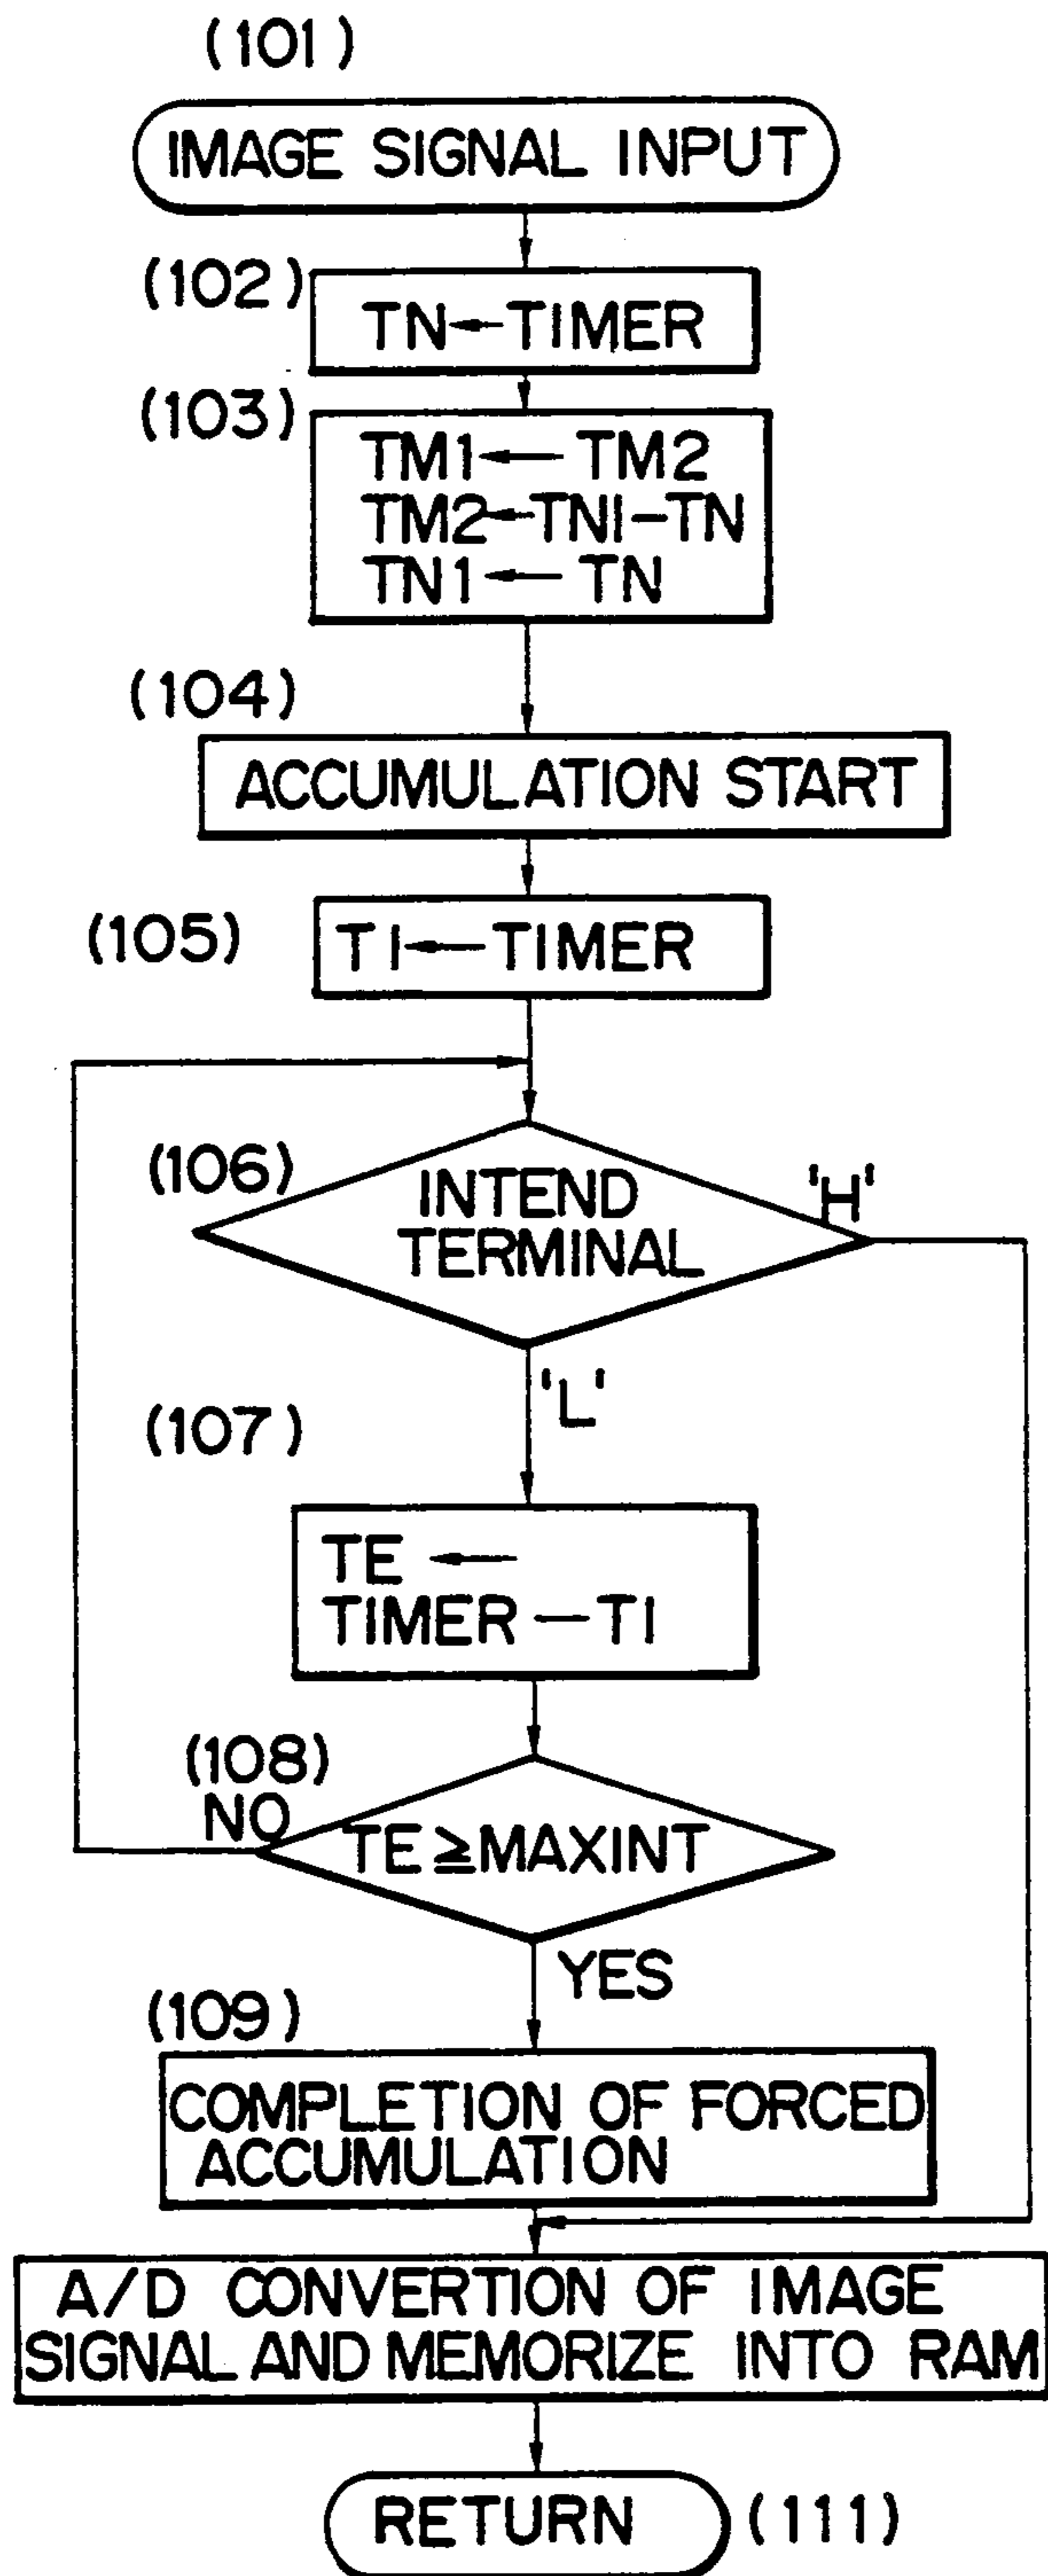 (101)
IMAGE SIGNAL INPUT
(102)
TN←TIMER
(103)
TM1← TM2
TM2←TN1-TN
TN1← TN
(104)
ACCUMULATION START
(105)
T1←TIMER
(106)
INTEND
TERMINAL
'H'
'L'
(107)
TE ←
TIMER-T1
(108)
NO
TE≧MAXINT
YES
(109)
COMPLETION OF FORCED
ACCUMULATION
A/D CONVERTION OF IMAGE
SIGNAL AND MEMORIZE INTO RAM
RETURN
(111)